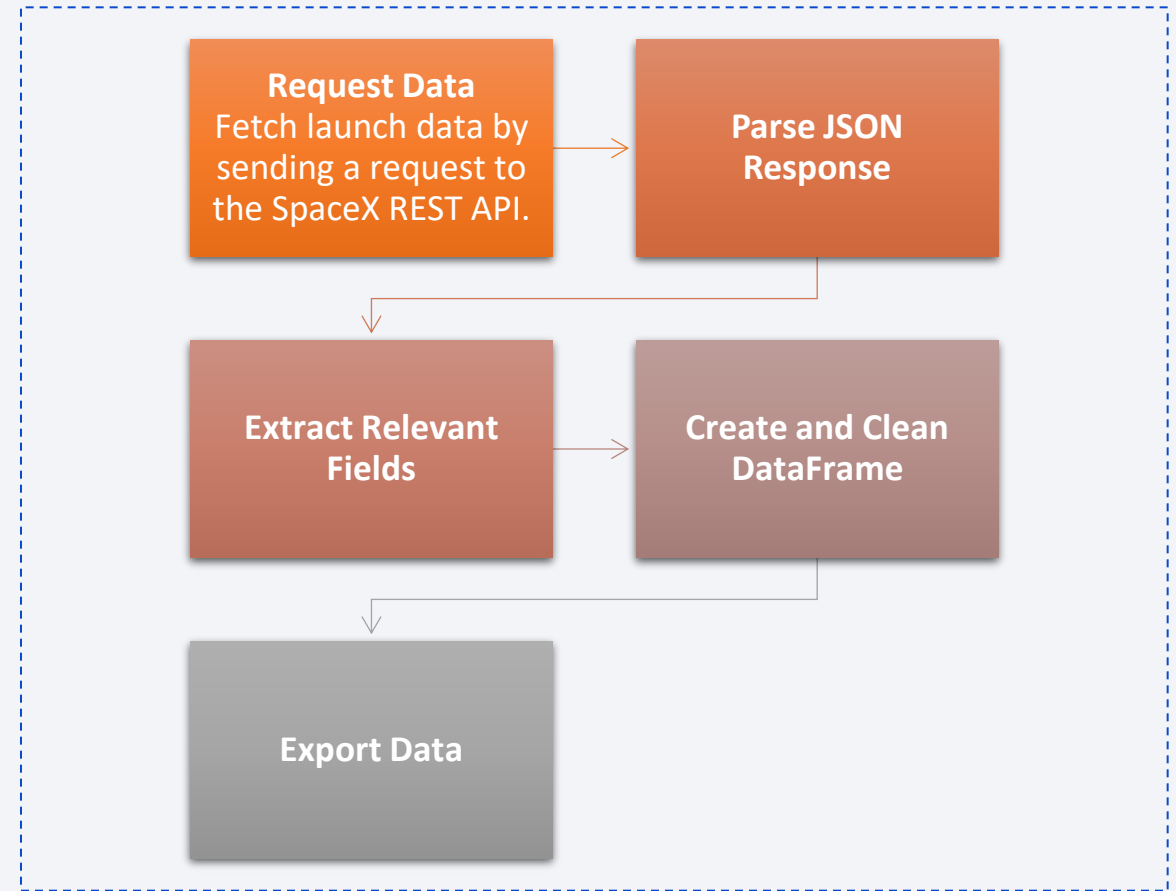 Request Data
Fetch launch data by
sending a request to
the SpaceX REST API.
Parse JSON
Response
Extract Relevant
Fields
Create and Clean
DataFrame
Export Data